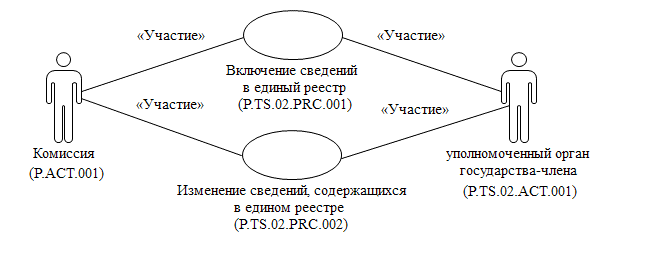 «Участие»
«Участие»
Включение сведений
в единый реестр
(P.TS.02.PRC.001)
«Участие»
«Участие»
Комиссия
(P.ACT.001)
уполномоченный орган
государства-члена
(P.TS.02.ACT.001)
Изменение сведений, содержащихся
в едином реестре
(P.TS.02.PRC.002)